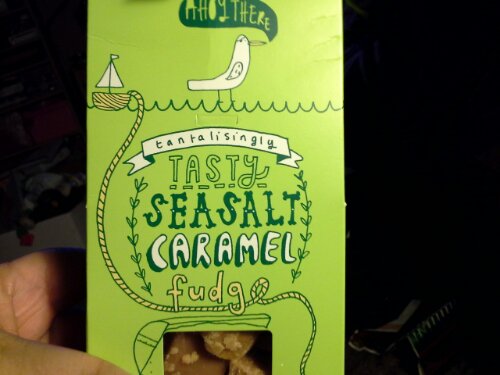 AHOY THERE
tantalisingly
TASTY
SEASALT
CARAMEL
fudge